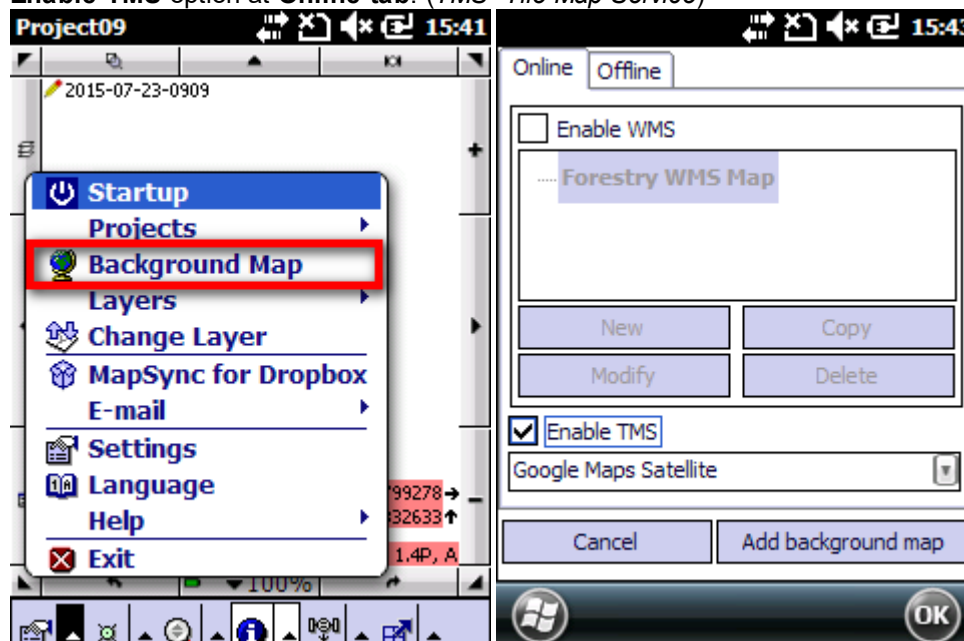 Enable TMS option at Online tab. (TMS - Tile Map Service)
Project09 15:41
2015-07-23-0909
Startup
Projects
Background Map
Layers
Change Layer
MapSync for Dropbox
E-mail
Settings
Language
Help
Exit
799278
332633
1.4P, A
100%
15:43
Online Offline
Enable WMS
Forestry WMS Map
New Copy
Modify Delete
Enable TMS
Google Maps Satellite
Cancel Add background map
OK